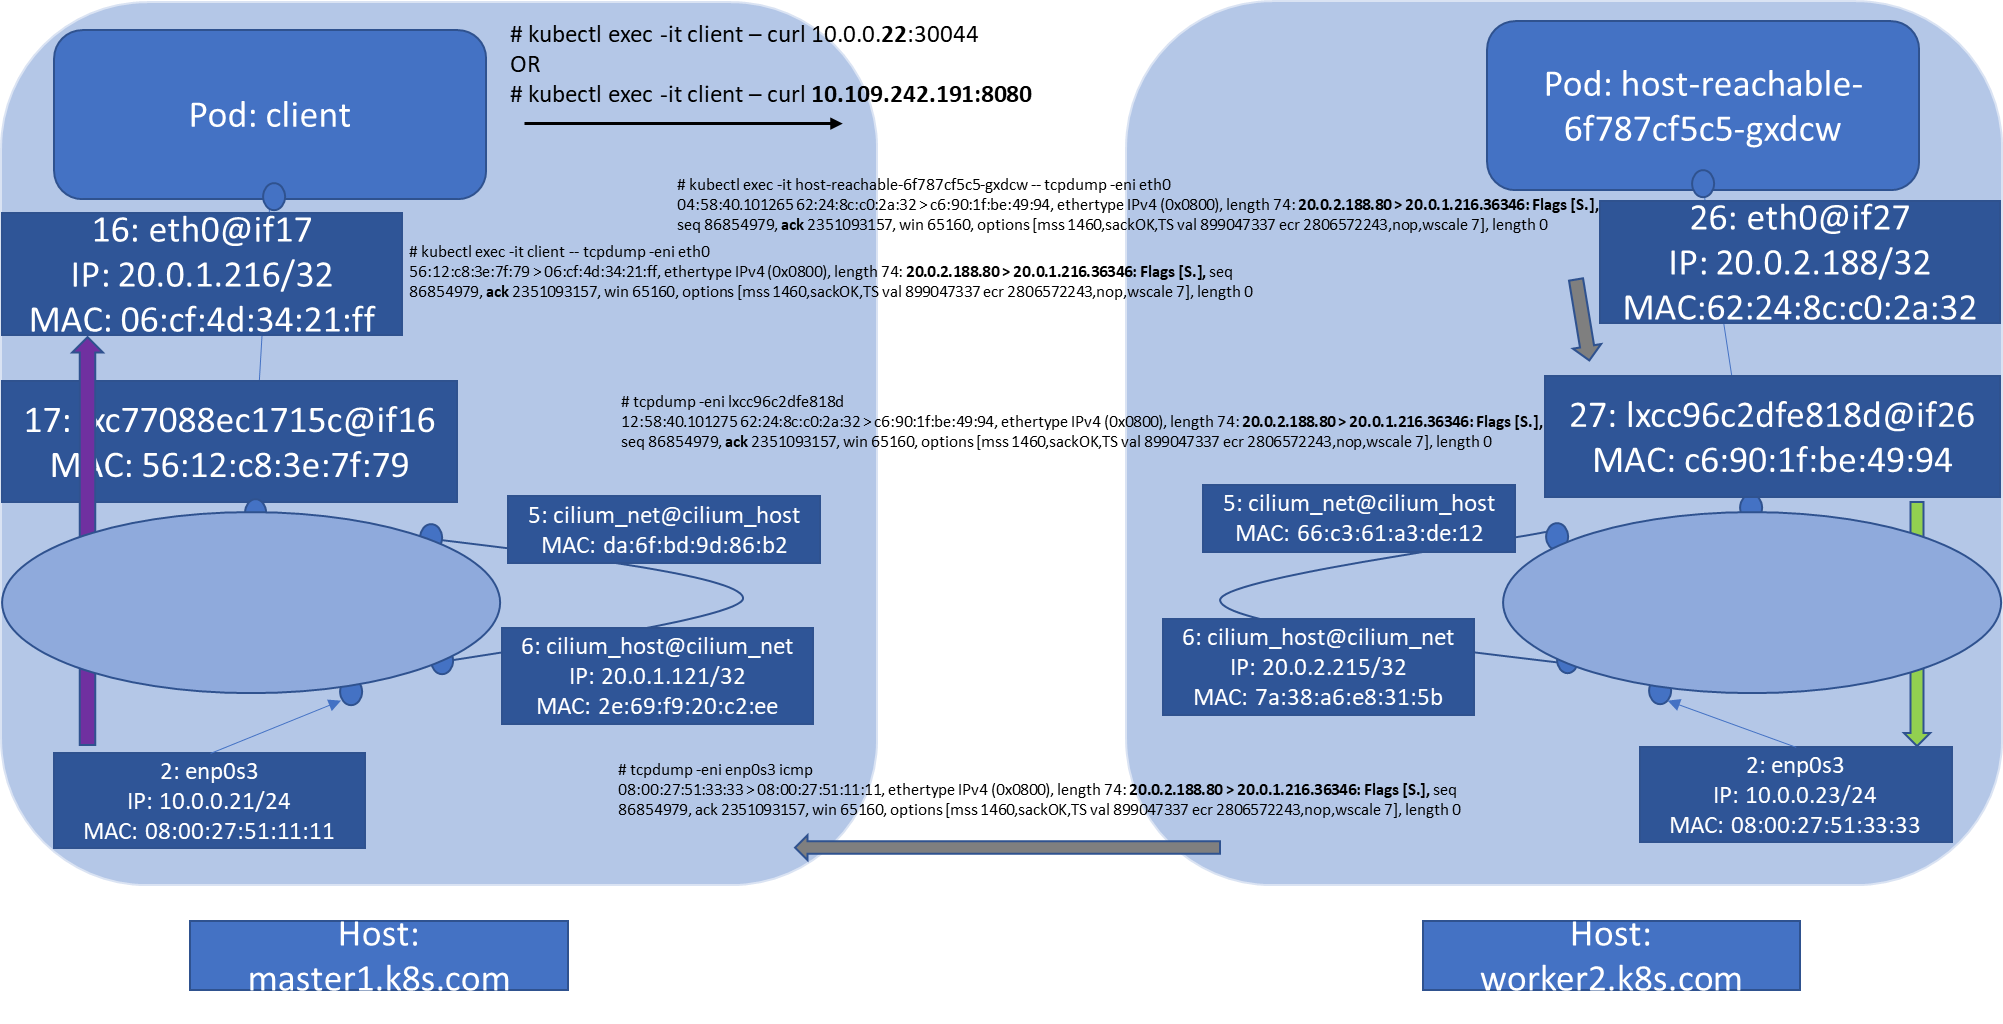 # kubectl exec -it client – curl 10.0.0.22:30044
OR
# kubectl exec -it client – curl 10.109.242.191:8080
Pod: client
Pod: host-reachable-
6f787cf5c5-gxdcw
# kubectl exec -it host-reachable-6f787cf5c5-gxdcw -- tcpdump -eni eth0
04:58:40.101265 62:24:8c:c0:2a:32 > c6:90:1f:be:49:94, ethertype IPv4 (0x0800), length 74: 20.0.2.188.80 > 20.0.1.216.36346: Flags [S.],
seq 86854979, ack 2351093157, win 65160, options [mss 1460,sackOK,TS val 899047337 ecr 2806572243,nop,wscale 7], length 0
16: eth0@if17
IP: 20.0.1.216/32
MAC: 06:cf:4d:34:21:ff
# kubectl exec -it client -- tcpdump -eni eth0
56:12:c8:3e:7f:79 > 06:cf:4d:34:21:ff, ethertype IPv4 (0x0800), length 74: 20.0.2.188.80 > 20.0.1.216.36346: Flags [S.], seq
86854979, ack 2351093157, win 65160, options [mss 1460,sackOK,TS val 899047337 ecr 2806572243,nop,wscale 7], length 0
26: eth0@if27
IP: 20.0.2.188/32
MAC:62:24:8c:c0:2a:32
17: lxc77088ec1715c@if16
MAC: 56:12:c8:3e:7f:79
# tcpdump -eni lxcc96c2dfe818d
12:58:40.101275 62:24:8c:c0:2a:32 > c6:90:1f:be:49:94, ethertype IPv4 (0x0800), length 74: 20.0.2.188.80 > 20.0.1.216.36346: Flags [S.],
seq 86854979, ack 2351093157, win 65160, options [mss 1460,sackOK,TS val 899047337 ecr 2806572243,nop,wscale 7], length 0
27: lxcc96c2dfe818d@if26
MAC: c6:90:1f:be:49:94
5: cilium_net@cilium_host
MAC: da:6f:bd:9d:86:b2
5: cilium_net@cilium_host
MAC: 66:c3:61:a3:de:12
6: cilium_host@cilium_net
IP: 20.0.1.121/32
MAC: 2e:69:f9:20:c2:ee
6: cilium_host@cilium_net
IP: 20.0.2.215/32
MAC: 7a:38:a6:e8:31:5b
2: enp0s3
IP: 10.0.0.21/24
MAC: 08:00:27:51:11:11
# tcpdump -eni enp0s3 icmp
08:00:27:51:33:33 > 08:00:27:51:11:11, ethertype IPv4 (0x0800), length 74: 20.0.2.188.80 > 20.0.1.216.36346: Flags [S.], seq
86854979, ack 2351093157, win 65160, options [mss 1460,sackOK,TS val 899047337 ecr 2806572243,nop,wscale 7], length 0
2: enp0s3
IP: 10.0.0.23/24
MAC: 08:00:27:51:33:33
Host:
master1.k8s.com
Host:
worker2.k8s.com